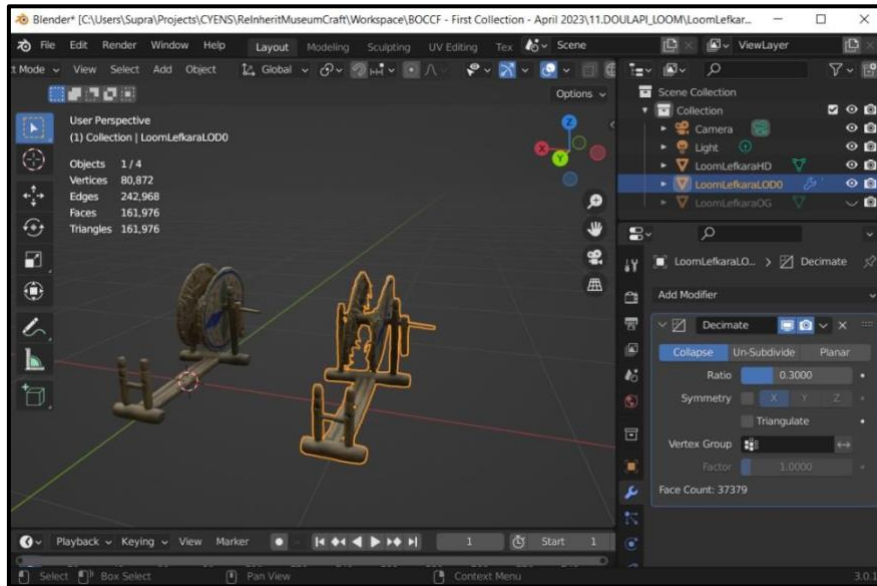 Blender* [C:\Users\Supra\Projects\CYENS\ReInheritMuseumCraft\Workspace\BOCCF - First Collection - April 2023\11.DOULAPI_LOOM\LoomLefkar...
File Edit Render Window Help Layout Modeling Sculpting UV Editing Tex Scene ViewLayer
t Mode View Select Add Object Global
Options
User Perspective
(1) Collection | LoomLefkaraLOD0
Objects 1/4
Vertices 80,872
Edges 242,968
Faces 161,976
Triangles 161,976
X
Y
Z
Scene Collection
Collection
Camera
Light
LoomLefkaraHD
LoomLefkaraLOD0
LoomLefkaraOG
LoomLefkaraLO... > Decimate
Add Modifier
Decimate
Collapse Un-Subdivide Planar
Ratio 0.3000
Symmetry X Y Z
Triangulate
Vertex Group
Factor 1.0000
Face Count: 37379
Playback Keying View Marker 1 Start 1
Select Box Select Pan View Context Menu 3.0.1